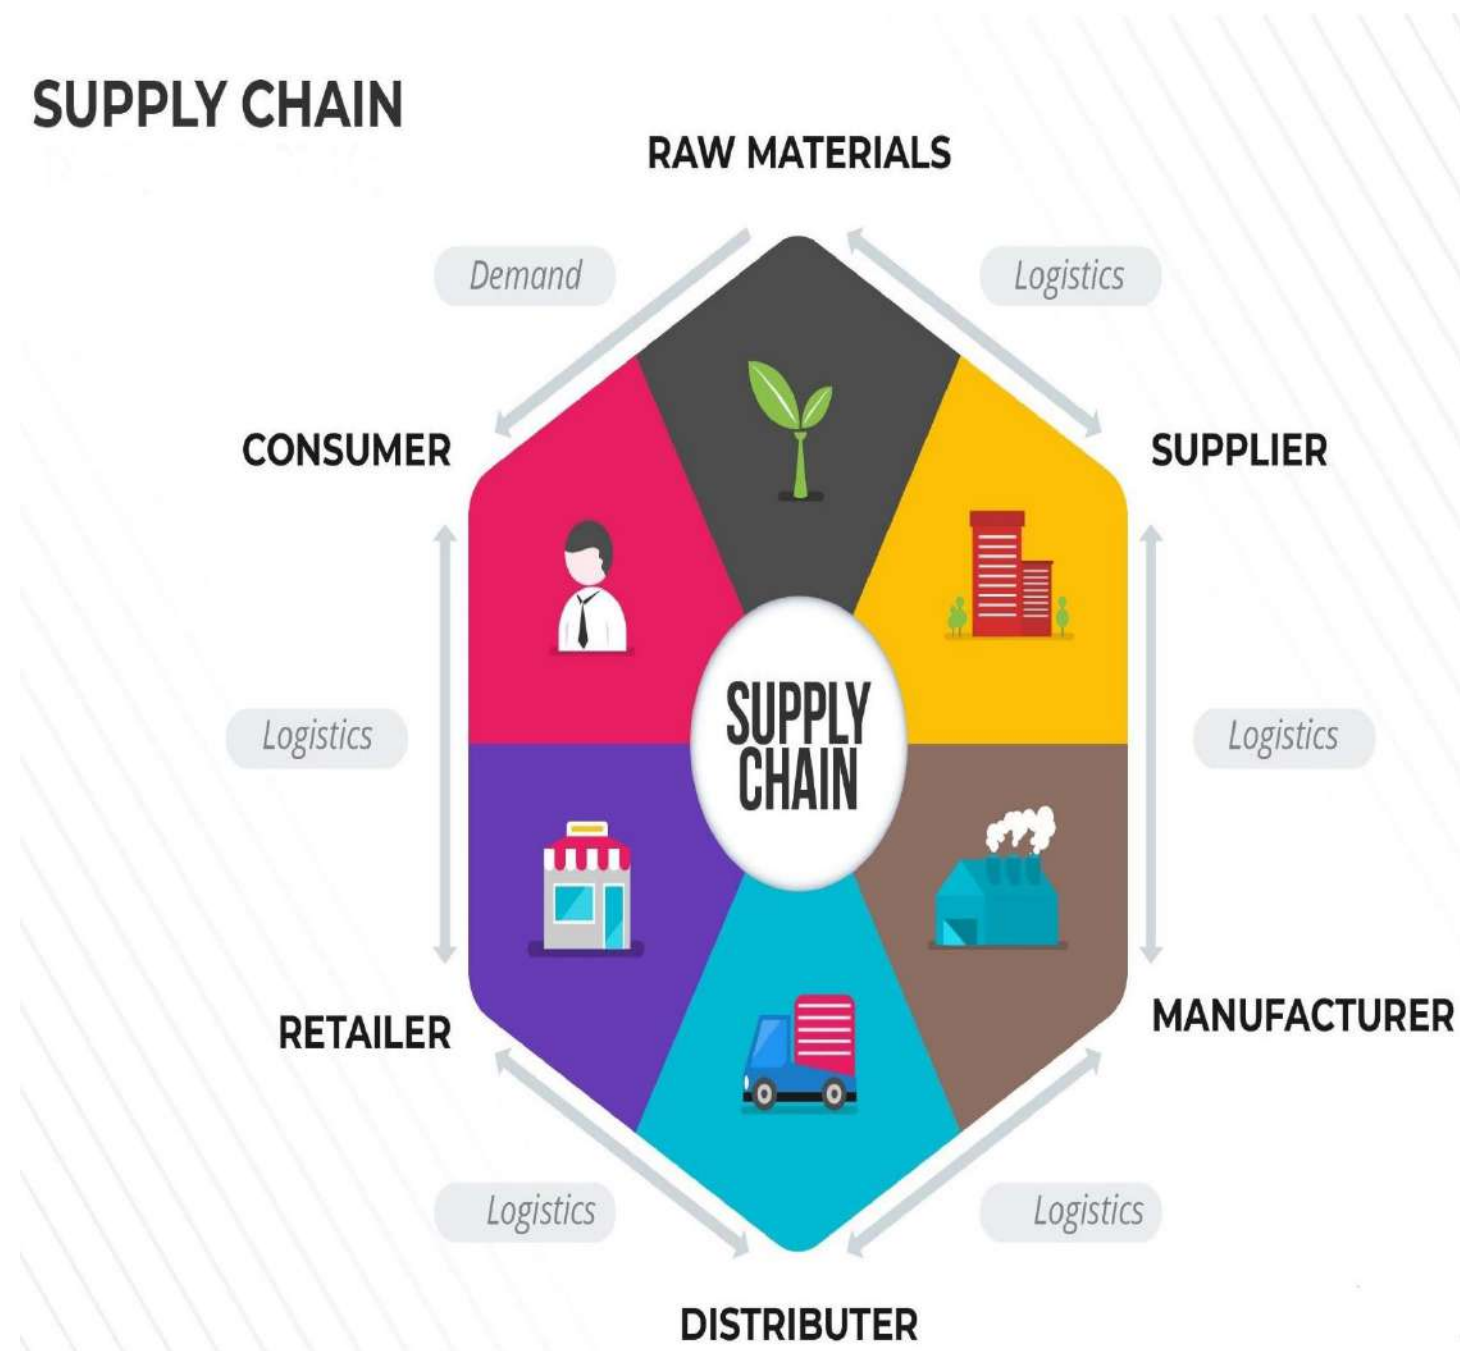 SUPPLY CHAIN
RAW MATERIALS
Demand
Logistics
CONSUMER
SUPPLIER
SUPPLY
CHAIN
Logistics
Logistics
RETAILER
MANUFACTURER
Logistics
Logistics
DISTRIBUTER